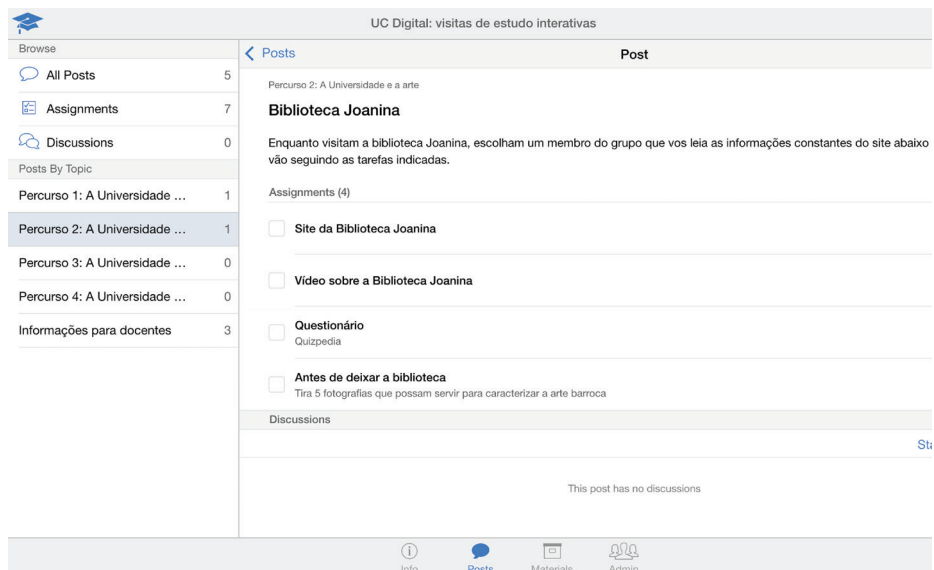 UC Digital: visitas de estudo interativas
Browse
All Posts 5
Assignments 7
Discussions 0
Posts By Topic
Percurso 1: A Universidade ... 1
Percurso 2: A Universidade ... 1
Percurso 3: A Universidade ... 0
Percurso 4: A Universidade ... 0
Informações para docentes 3
Posts
Post
Percurso 2: A Universidade e a arte
Biblioteca Joanina
Enquanto visitam a biblioteca Joanina, escolham um membro do grupo que vos leia as informações constantes do site abaixo
vão seguindo as tarefas indicadas.
Assignments (4)
Site da Biblioteca Joanina
Vídeo sobre a Biblioteca Joanina
Questionário
Quizpedia
Antes de deixar a biblioteca
Tira 5 fotografias que possam servir para caracterizar a arte barroca
Discussions
This post has no discussions
Info Posts Materials Admin